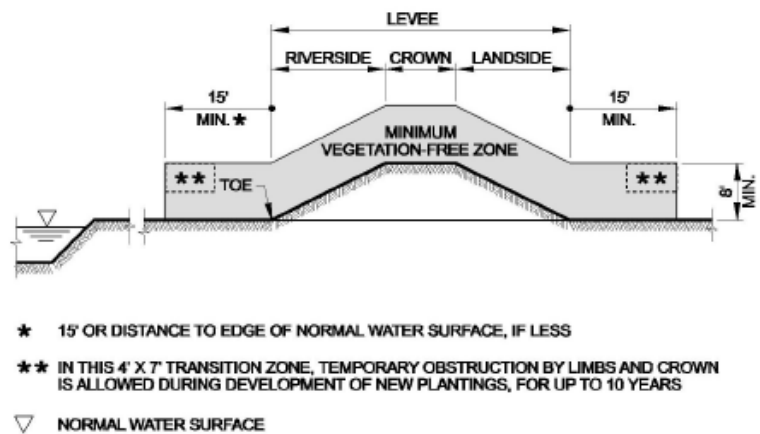 LEVEE
RIVERSIDE CROWN LANDSIDE
15' MIN. *
15' MIN.
MINIMUM
VEGETATION-FREE ZONE
**
**
TOE
8' MIN.
* 15' OR DISTANCE TO EDGE OF NORMAL WATER SURFACE, IF LESS
** IN THIS 4' X 7' TRANSITION ZONE, TEMPORARY OBSTRUCTION BY LIMBS AND CROWN
IS ALLOWED DURING DEVELOPMENT OF NEW PLANTINGS, FOR UP TO 10 YEARS
NORMAL WATER SURFACE